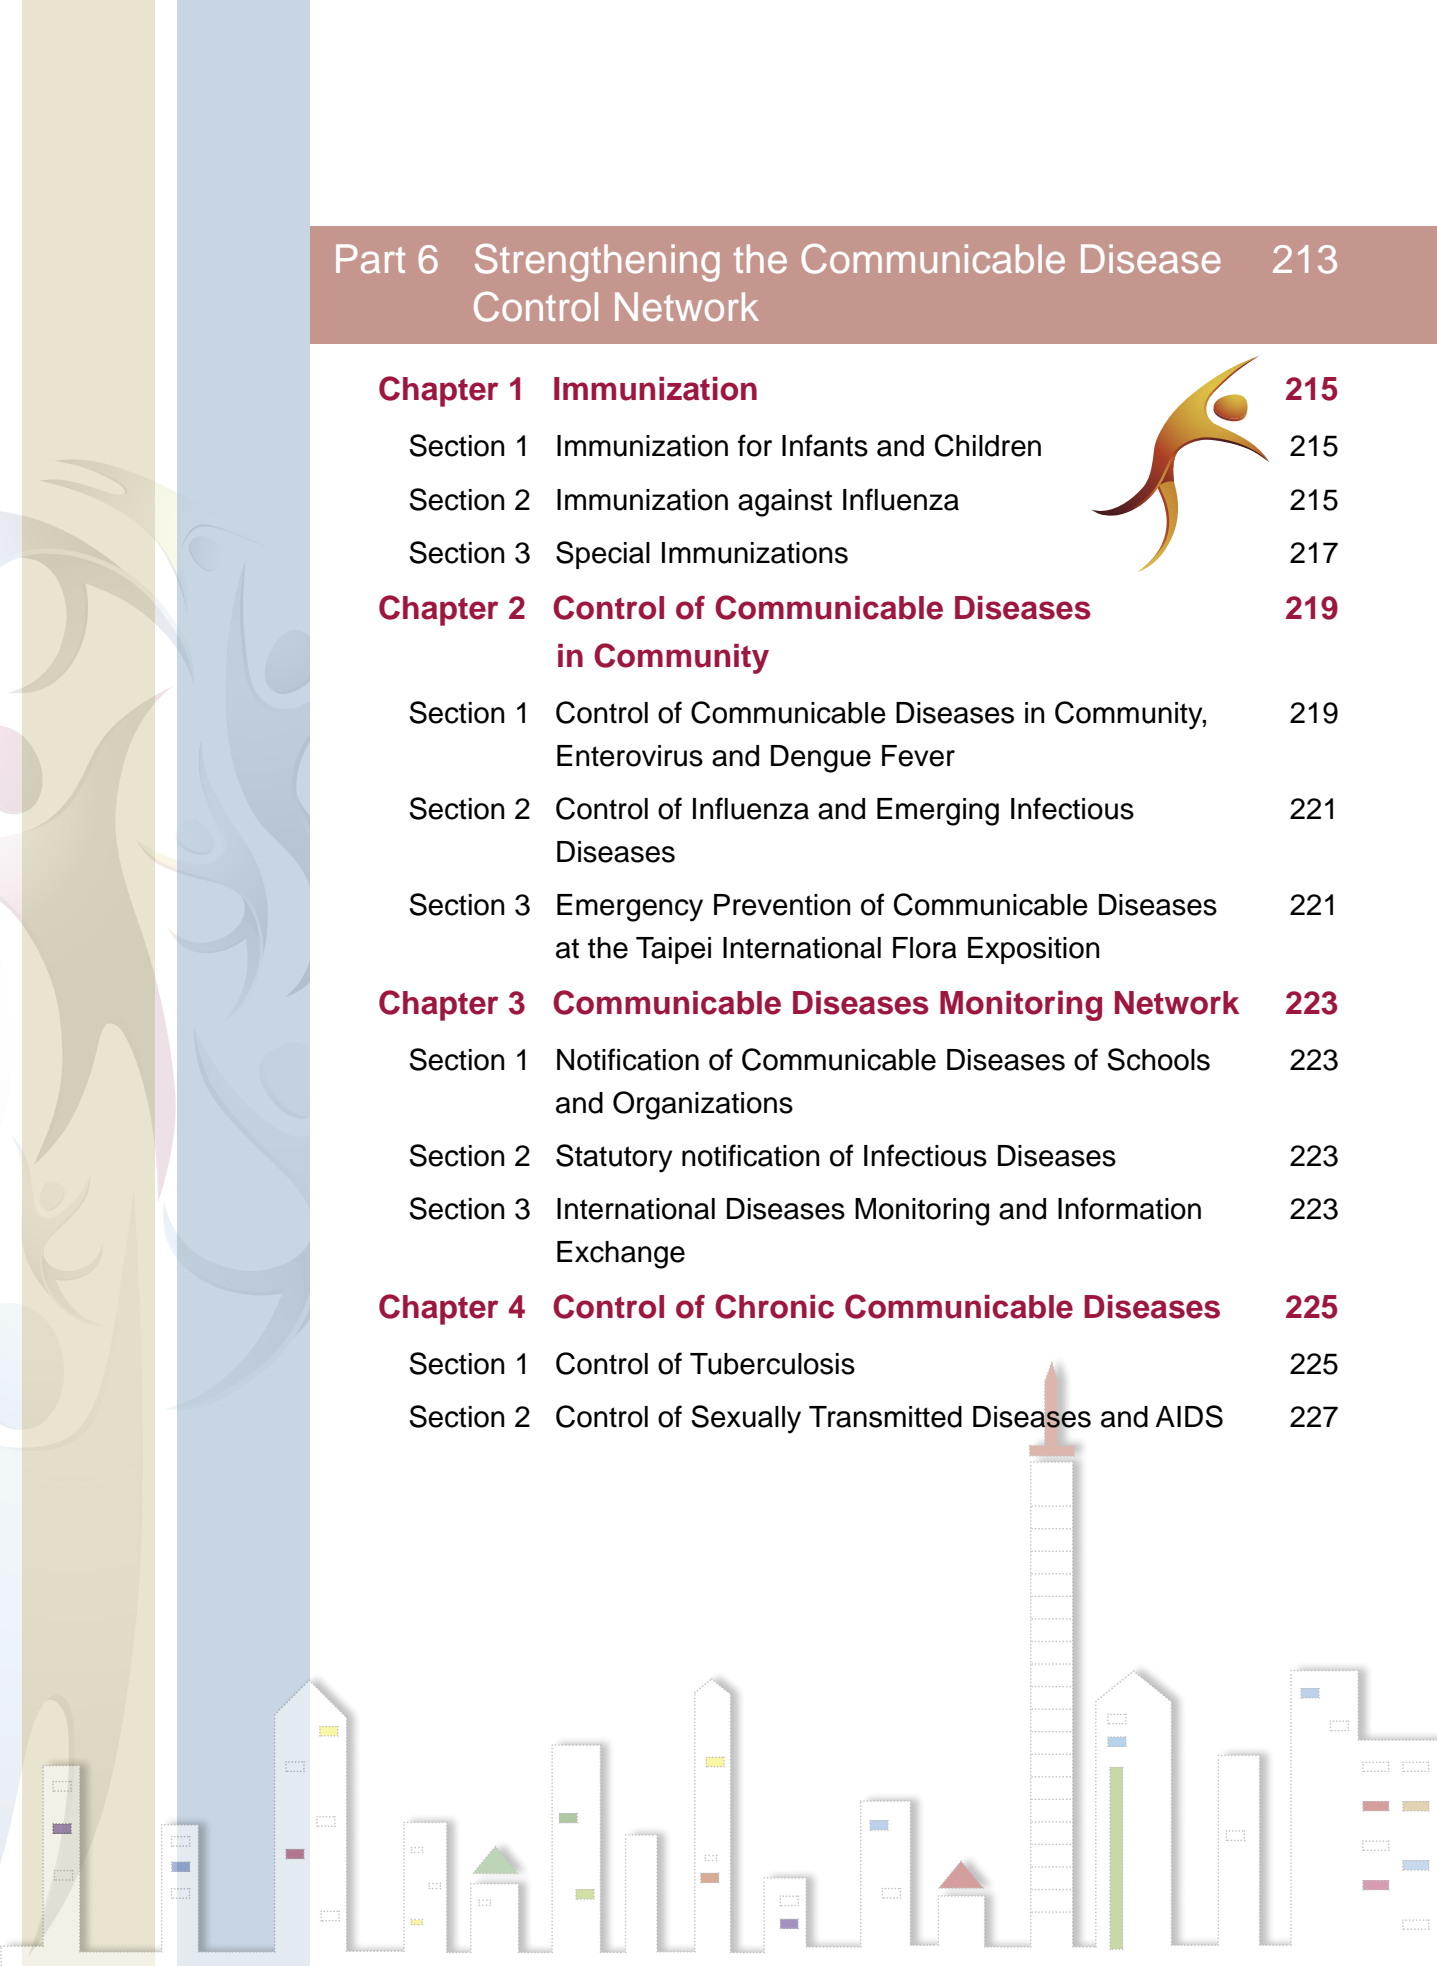 Part 6 Strengthening the Communicable Disease 213
Control Network
Chapter 1 Immunization 215
Section 1 Immunization for Infants and Children 215
Section 2 Immunization against Influenza 215
Section 3 Special Immunizations 217
Chapter 2 Control of Communicable Diseases 219
in Community
Section 1 Control of Communicable Diseases in Community, 219
Enterovirus and Dengue Fever
Section 2 Control of Influenza and Emerging Infectious 221
Diseases
Section 3 Emergency Prevention of Communicable Diseases 221
at the Taipei International Flora Exposition
Chapter 3 Communicable Diseases Monitoring Network 223
Section 1 Notification of Communicable Diseases of Schools 223
and Organizations
Section 2 Statutory notification of Infectious Diseases 223
Section 3 International Diseases Monitoring and Information 223
Exchange
Chapter 4 Control of Chronic Communicable Diseases 225
Section 1 Control of Tuberculosis 225
Section 2 Control of Sexually Transmitted Diseases and AIDS 227